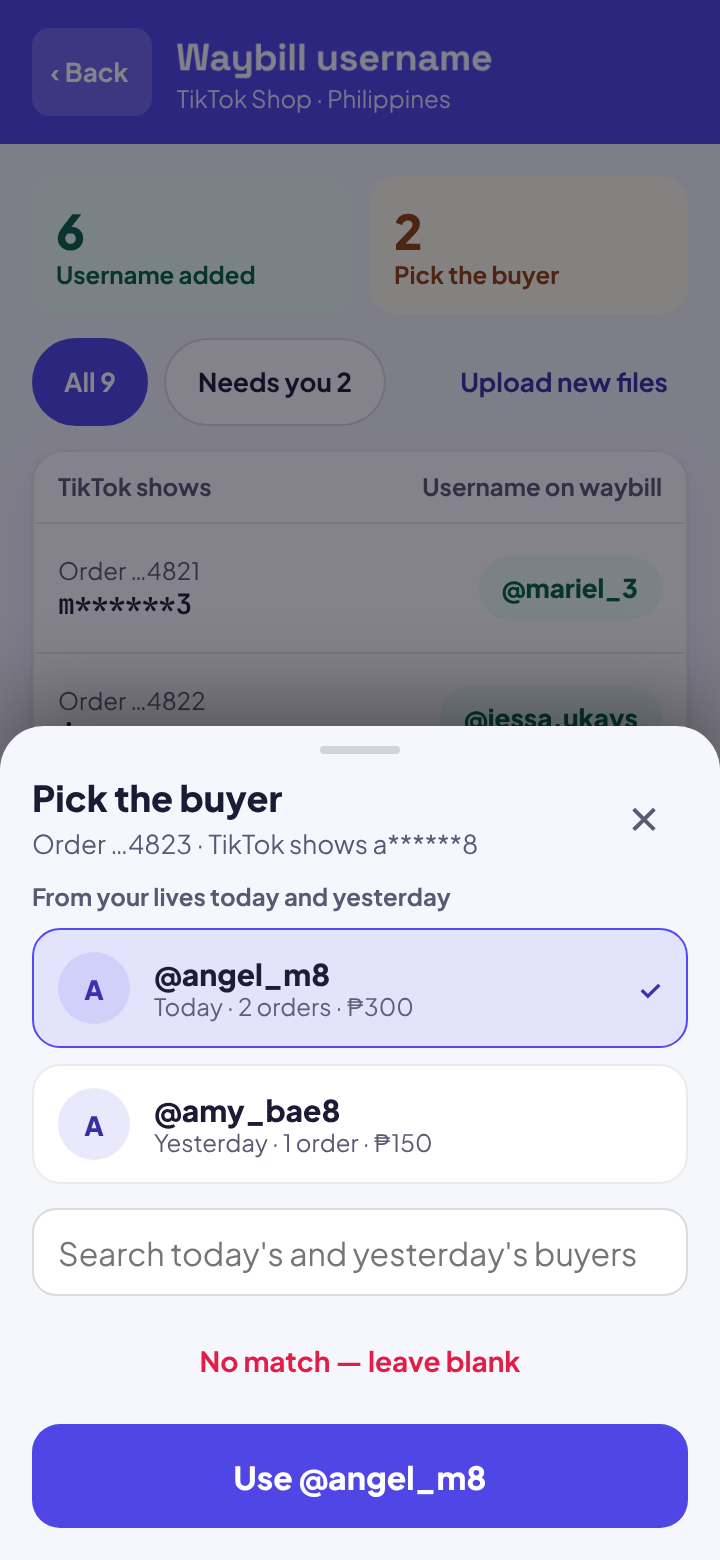 ‹ Back
Waybill username
TikTok Shop · Philippines
6
Username added
2
Pick the buyer
All 9
Needs you 2
Upload new files
TikTok shows
Username on waybill
Order …4821
m******3
@mariel_3
Order …4822
@jessa.ukays
Pick the buyer
Order …4823 · TikTok shows a******8
✕
From your lives today and yesterday
A
@angel_m8
Today · 2 orders · ₱300
✓
A
@amy_bae8
Yesterday · 1 order · ₱150
Search today's and yesterday's buyers
No match — leave blank
Use @angel_m8